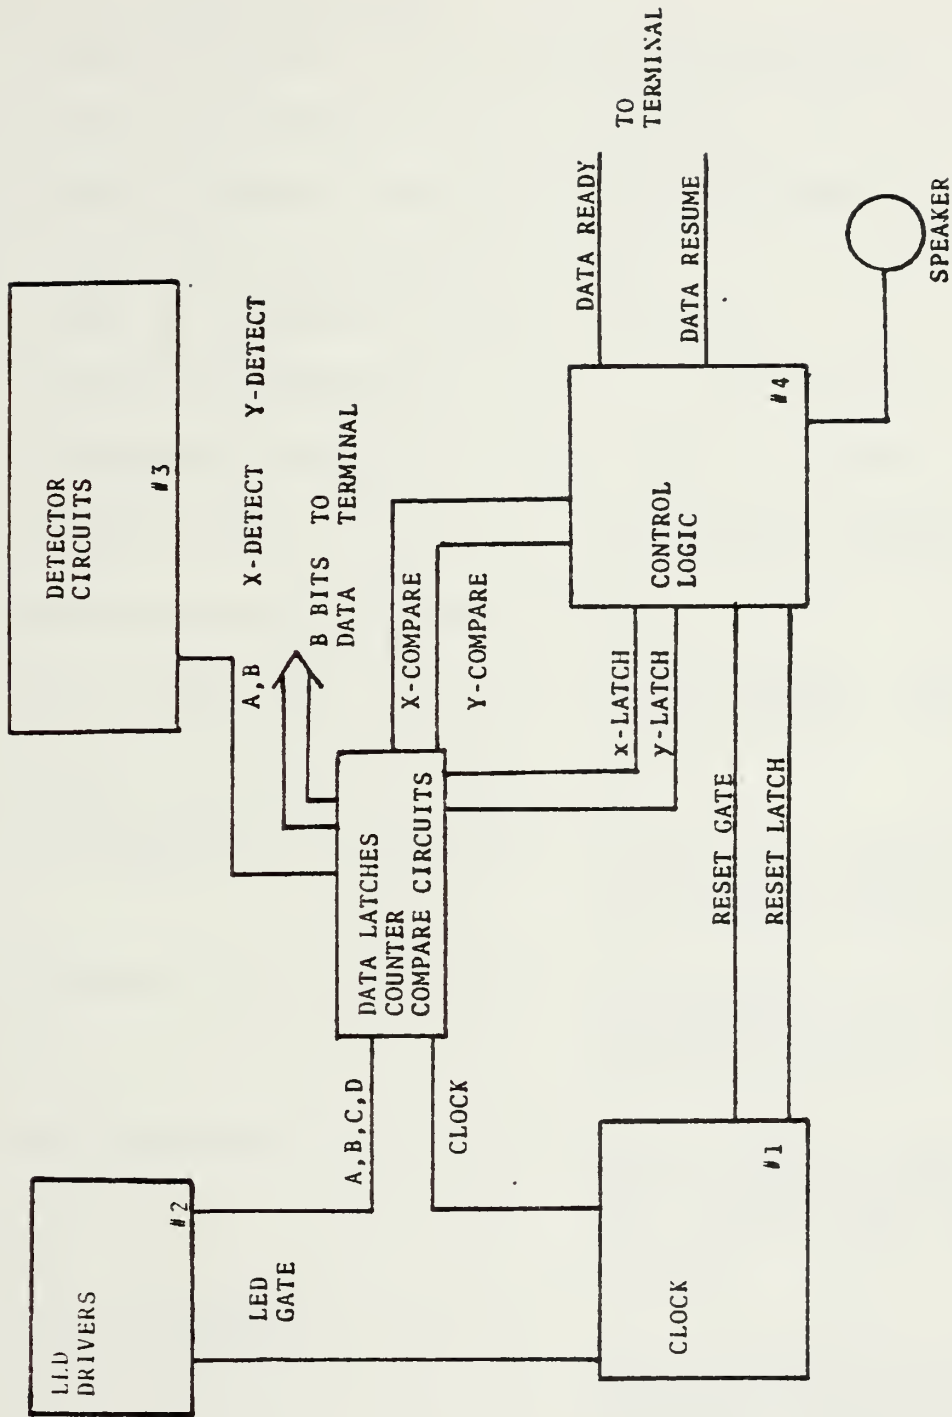 LED
DRIVERS
#2
DETECTOR
CIRCUITS
#3
LED
GATE
A,B,C,D
CLOCK
DATA LATCHES
COUNTER
COMPARE CIRCUITS
A,B X-DETECT Y-DETECT
B BITS TO
DATA TERMINAL
X-COMPARE
Y-COMPARE
x-LATCH
y-LATCH
CLOCK
#1
RESET GATE
RESET LATCH
CONTROL
LOGIC
#4
DATA READY
DATA RESUME
TO
TERMINAL
SPEAKER